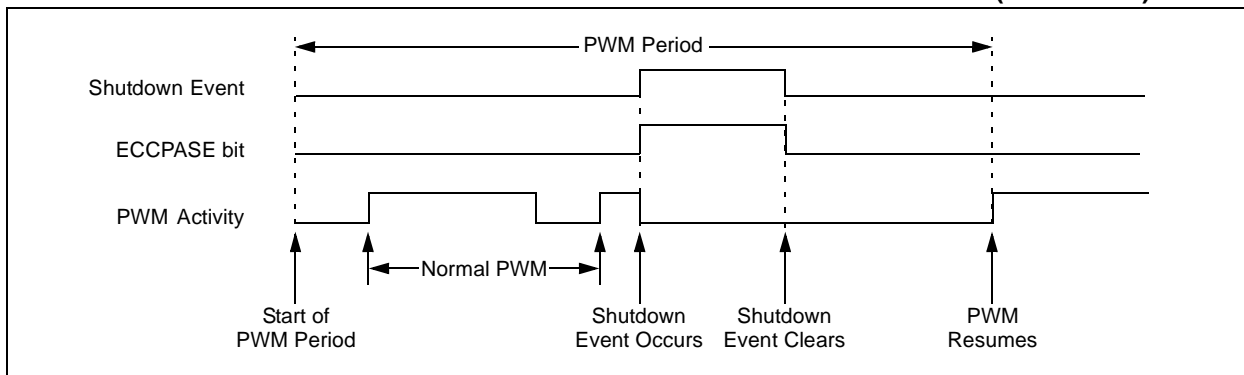 PWM Period
Shutdown Event
ECCPASE bit
PWM Activity
Normal PWM
Start of
PWM Period
Shutdown
Event Occurs
Shutdown
Event Clears
PWM
Resumes